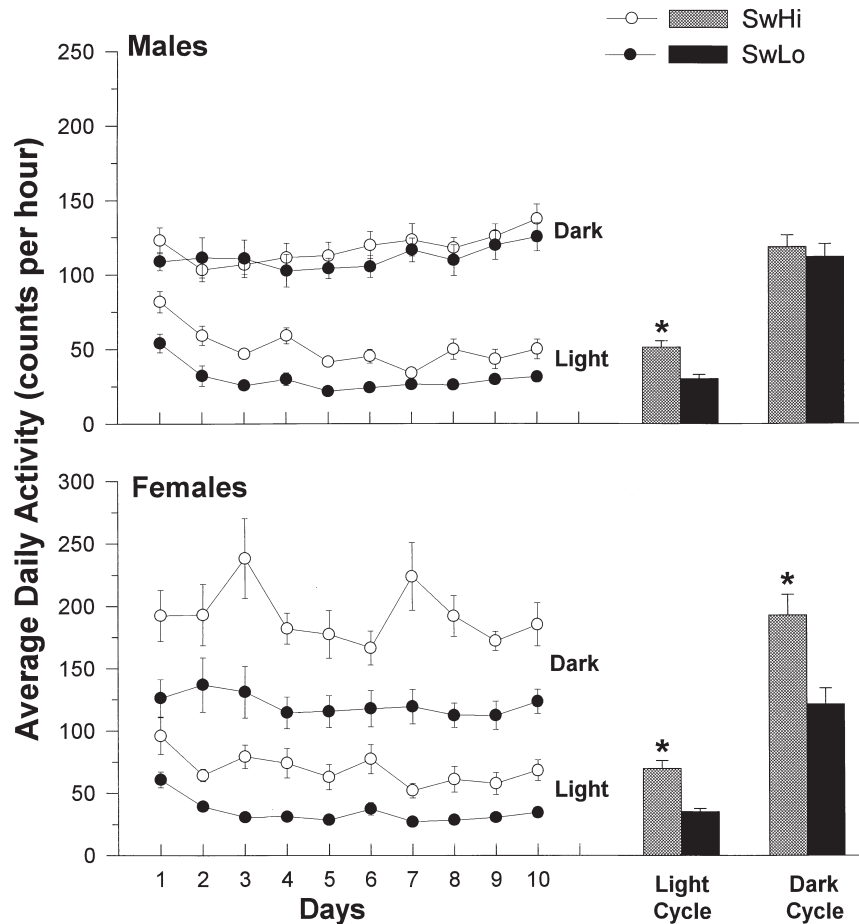 SwHi
SwLo
Males
250
200
150
100
50
0
Dark
Light
*
Average Daily Activity (counts per hour)
Females
300
250
200
150
100
50
0
Dark
Light
*
*
1 2 3 4 5 6 7 8 9 10
Days
Light
Cycle
Dark
Cycle